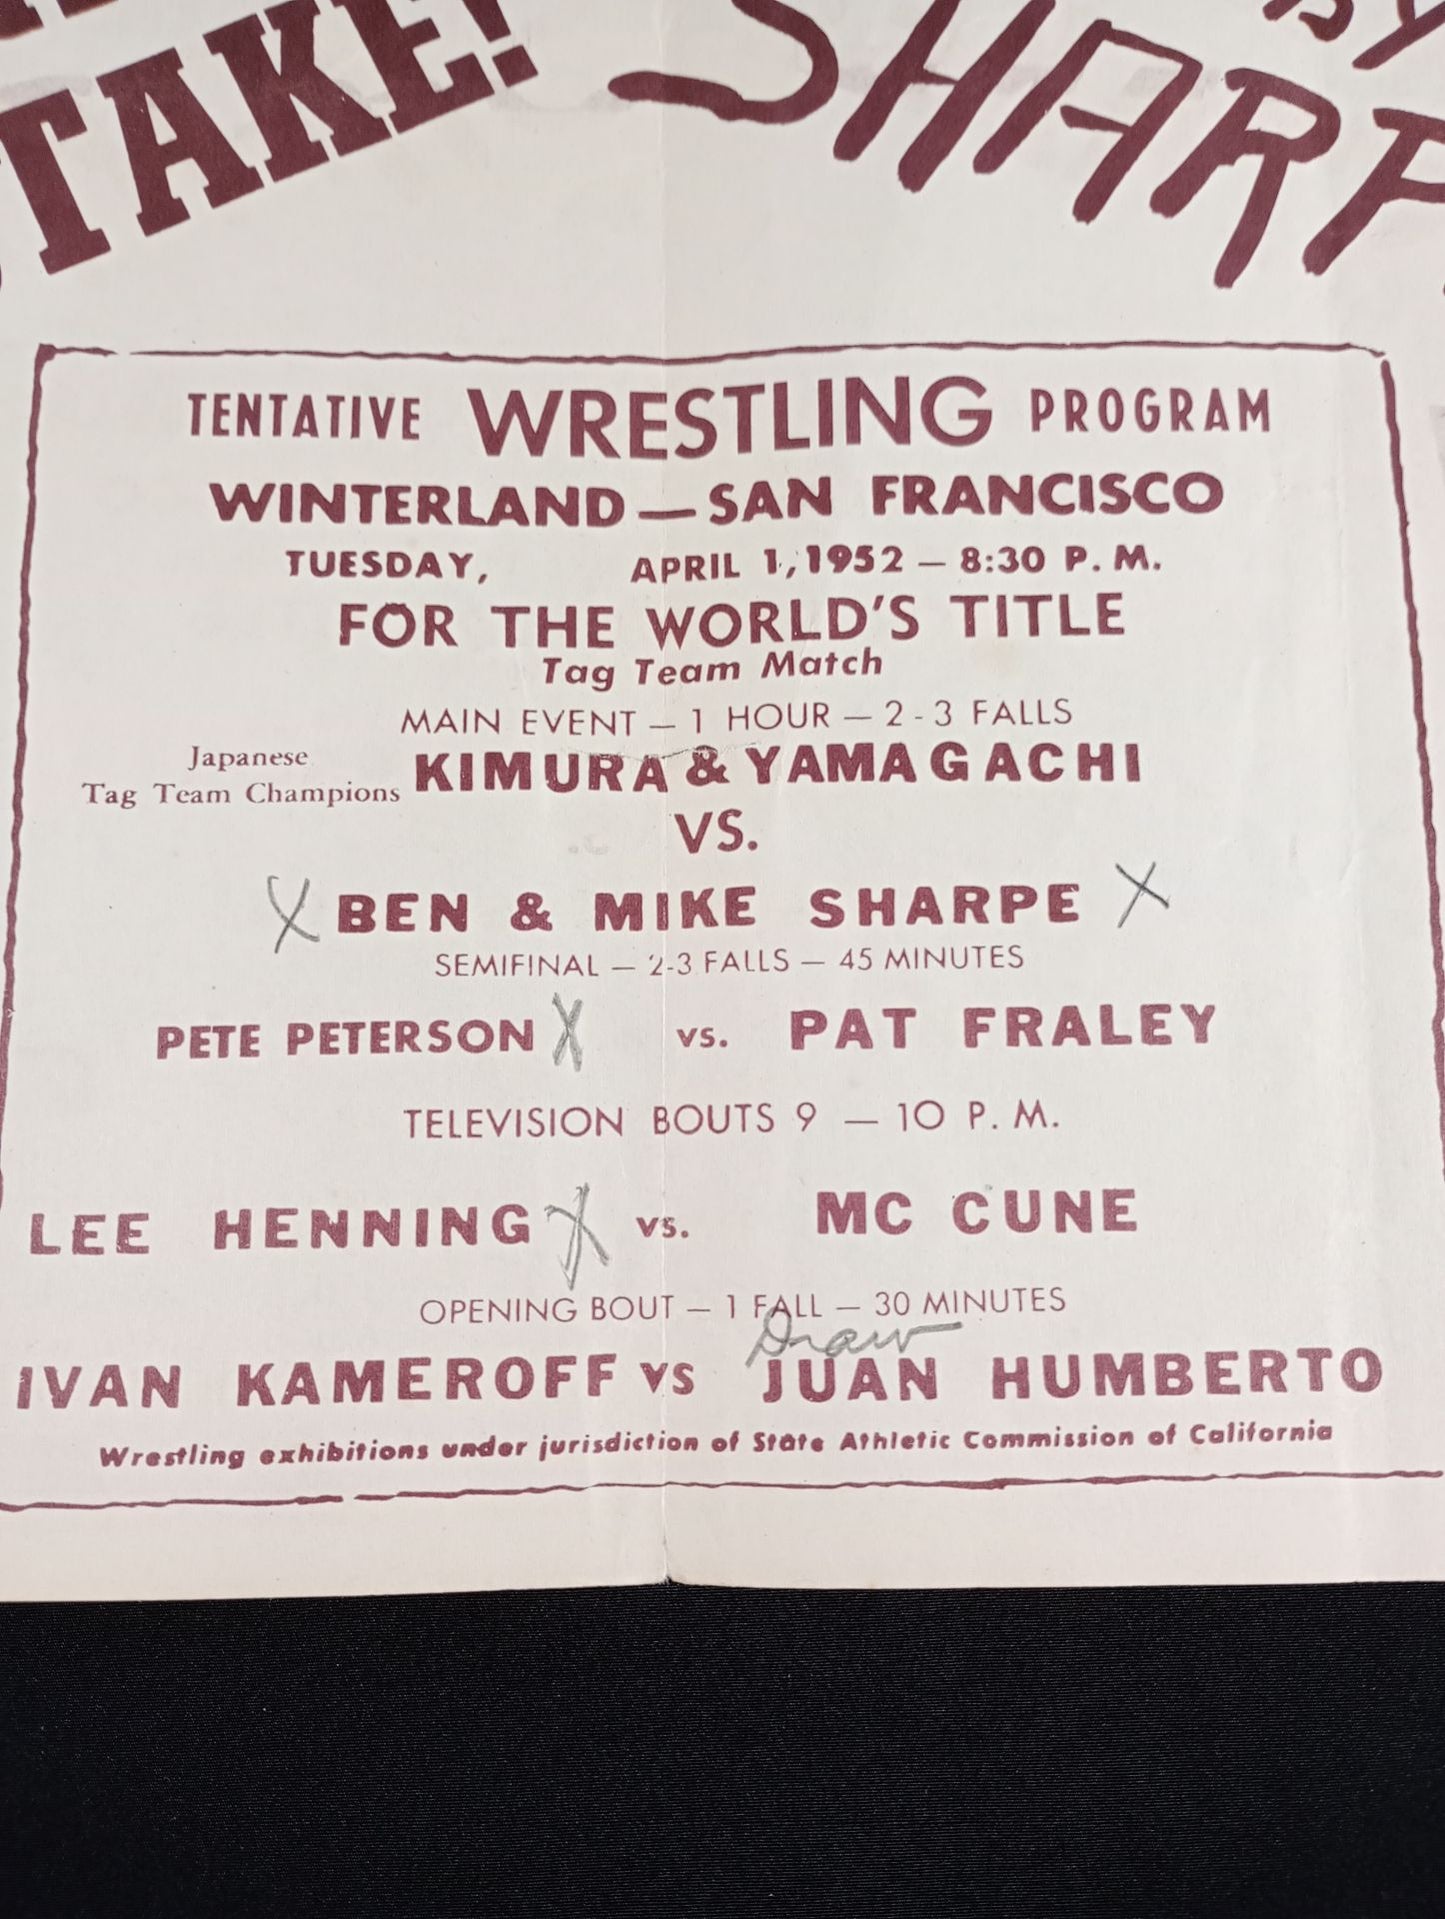 TAKE!
SHARP
TENTATIVE WRESTLING PROGRAM
WINTERLAND — SAN FRANCISCO
TUESDAY, APRIL 1, 1952 — 8:30 P. M.
FOR THE WORLD'S TITLE
Tag Team Match
MAIN EVENT — 1 HOUR — 2 - 3 FALLS
Japanese
Tag Team Champions KIMURA & YAMAGACHI
VS.
X BEN & MIKE SHARPE X
SEMIFINAL — 2-3 FALLS — 45 MINUTES
PETE PETERSON X vs. PAT FRALEY
TELEVISION BOUTS 9 — 10 P. M.
LEE HENNING X vs. MC CUNE
OPENING BOUT — 1 FALL — 30 MINUTES
Draw
IVAN KAMEROFF VS JUAN HUMBERTO
Wrestling exhibitions under jurisdiction of State Athletic Commission of California